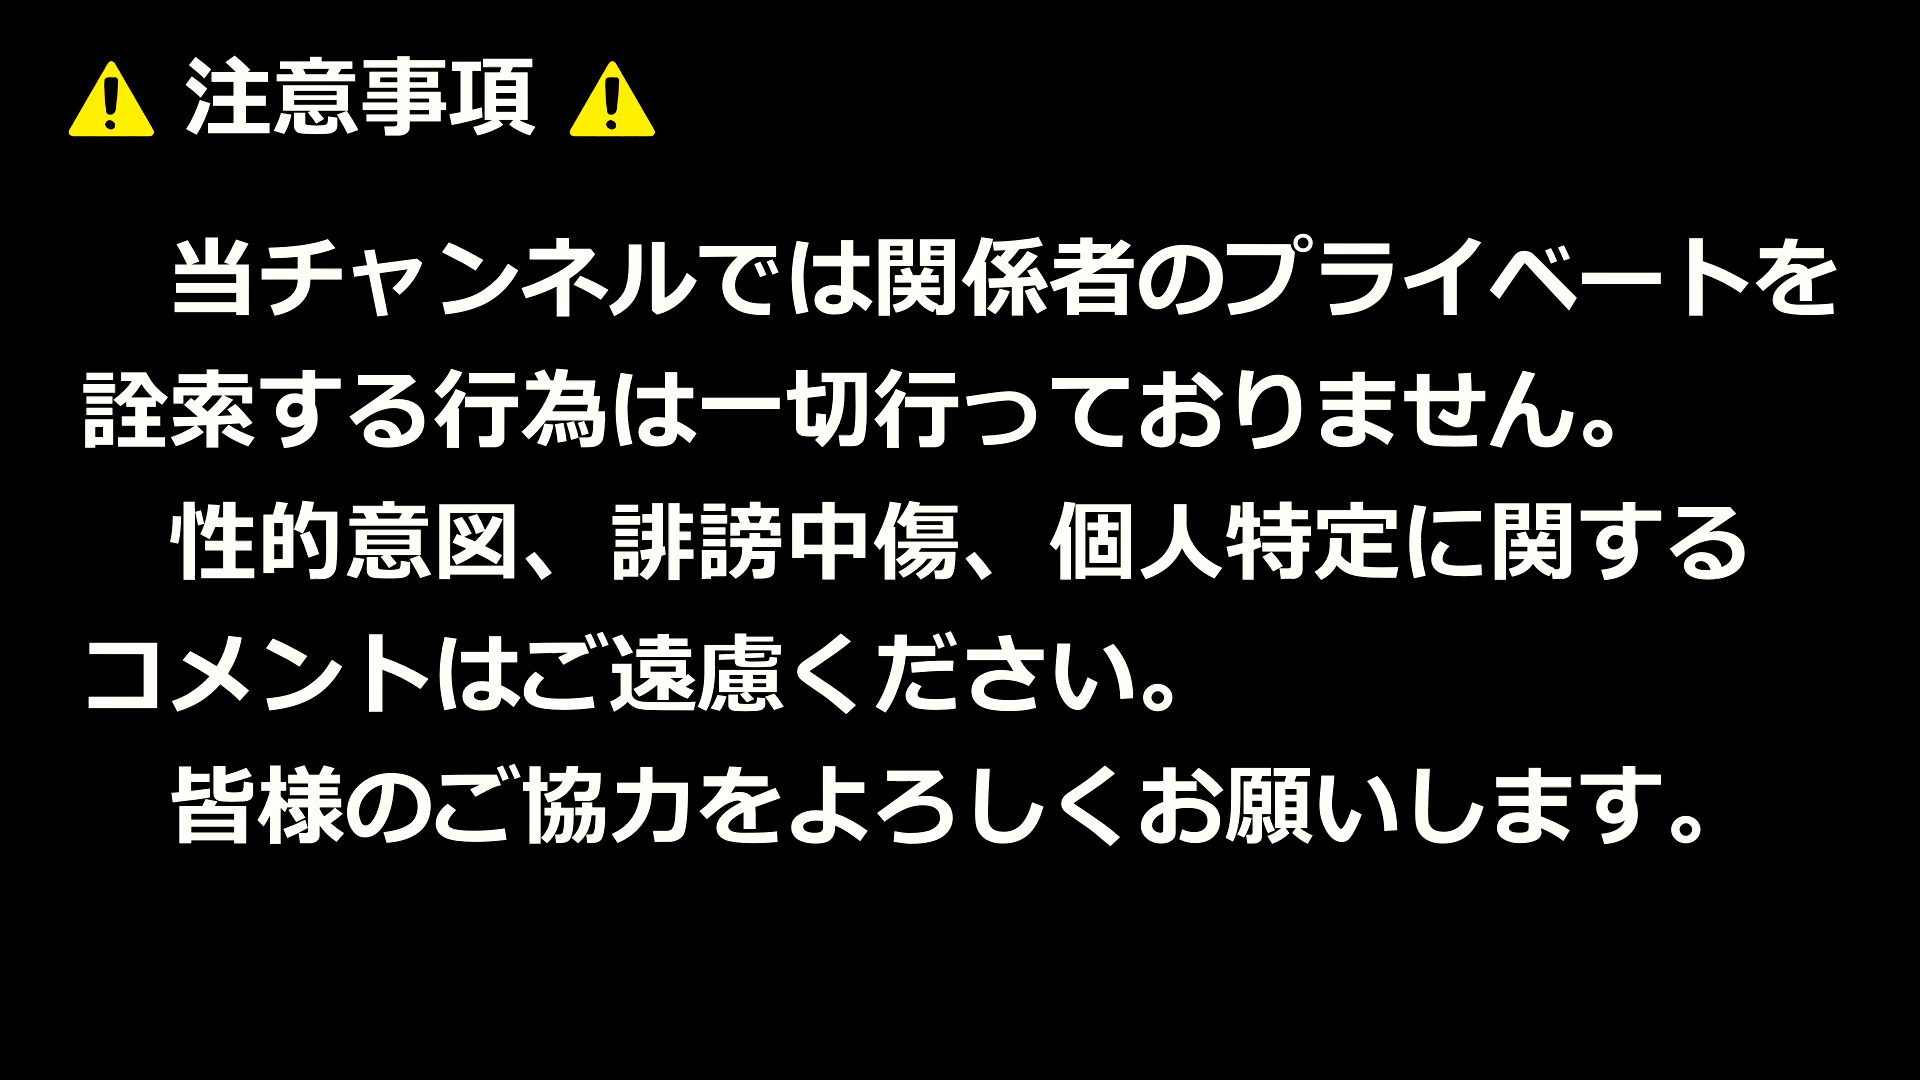 ⚠ 注意事項 ⚠
　当チャンネルでは関係者のプライベートを
詮索する行為は一切行っておりません。
　性的意図、誹謗中傷、個人特定に関する
コメントはご遠慮ください。
　皆様のご協力をよろしくお願いします。